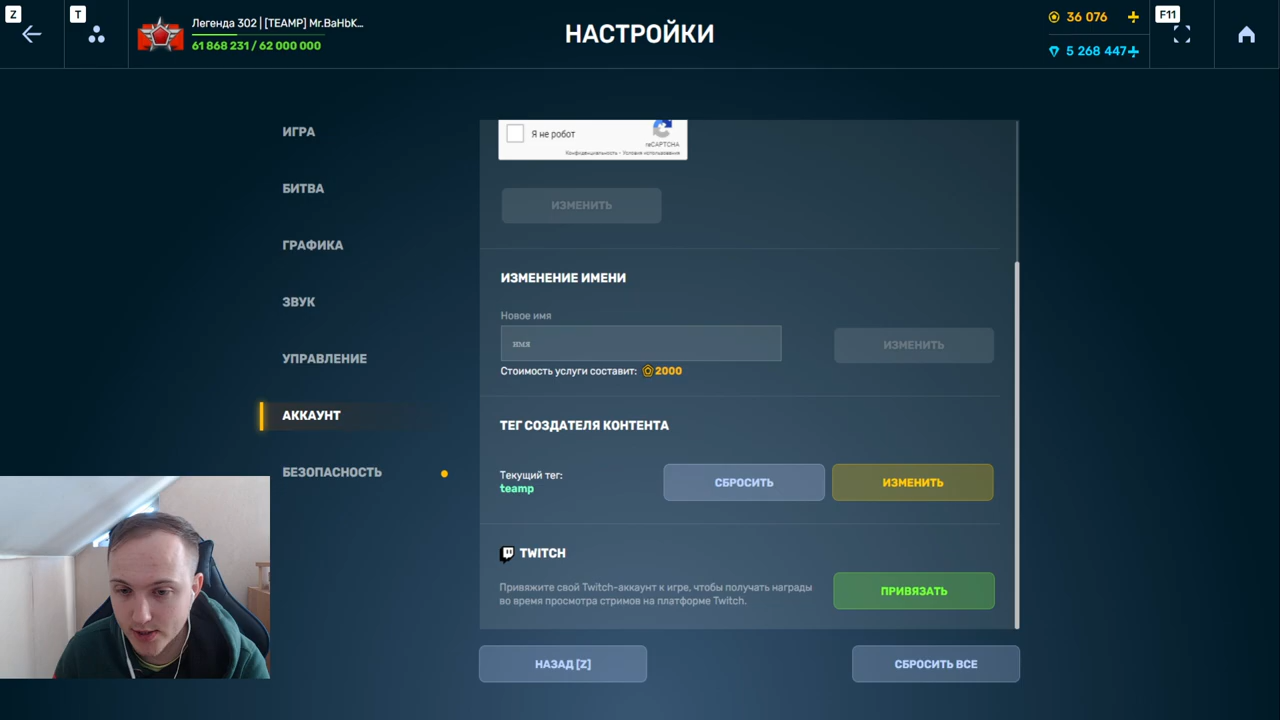 Z
T
Легенда 302 | [TEAMP] Mr.BaHbK...
61 868 231 / 62 000 000
НАСТРОЙКИ
36 076
5 268 447
F11
ИГРА
БИТВА
ГРАФИКА
ЗВУК
УПРАВЛЕНИЕ
АККАУНТ
БЕЗОПАСНОСТЬ
Я не робот
reCAPTCHA
Конфиденциальность - Условия использования
ИЗМЕНИТЬ
ИЗМЕНЕНИЕ ИМЕНИ
Новое имя
имя
ИЗМЕНИТЬ
Стоимость услуги составит: 2000
ТЕГ СОЗДАТЕЛЯ КОНТЕНТА
Текущий тег:
teamp
СБРОСИТЬ
ИЗМЕНИТЬ
TWITCH
Привяжите свой Twitch-аккаунт к игре, чтобы получать награды
во время просмотра стримов на платформе Twitch.
ПРИВЯЗАТЬ
НАЗАД [Z]
СБРОСИТЬ ВСЕ